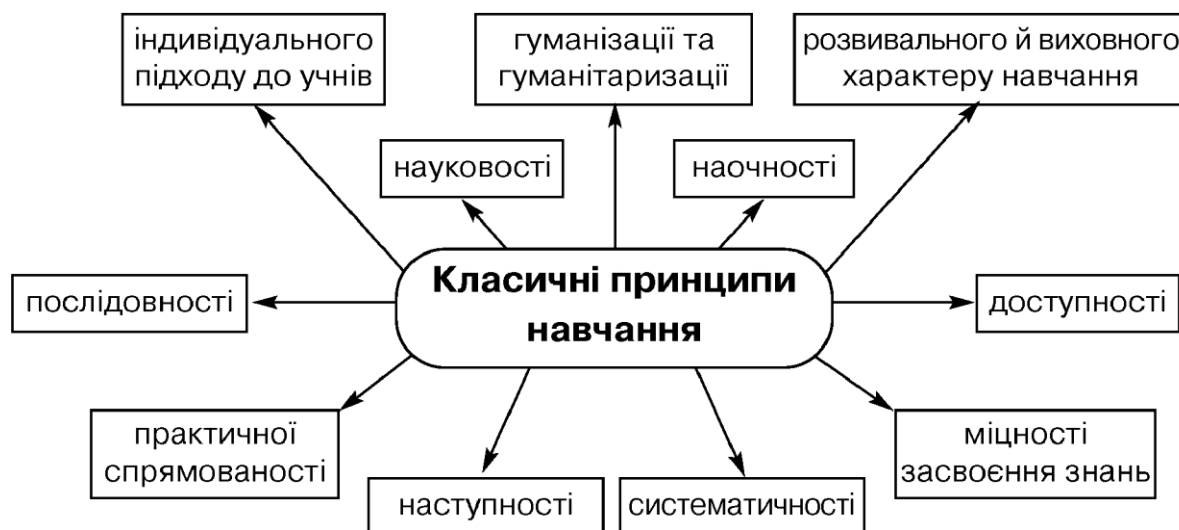 індивідуального
підходу до учнів
гуманізації та
гуманітаризації
розвивального й виховного
характеру навчання
науковості
наочності
Класичні принципи
навчання
послідовності
доступності
практичної
спрямованості
наступності
систематичності
міцності
засвоєння знань